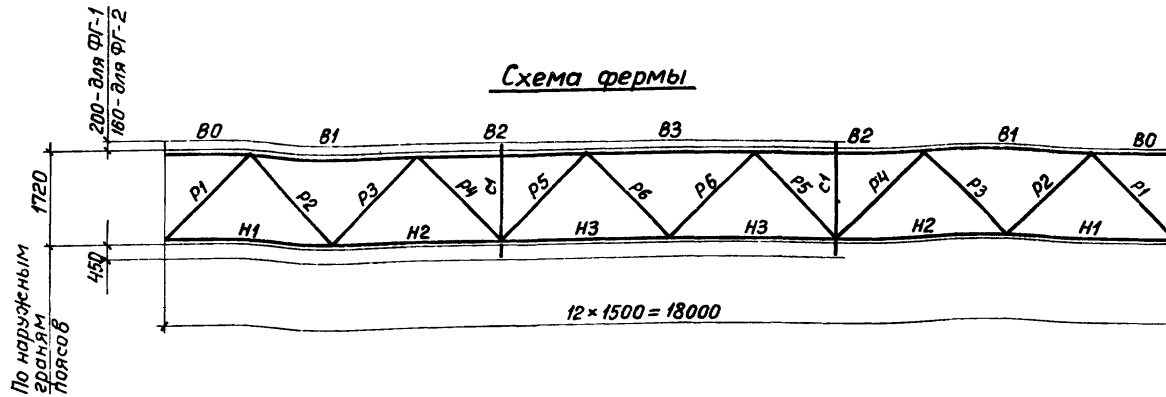 200-для ФГ-1
160-для ФГ-2
Схема фермы
В0 В1 В2 В3 В2 В1 В0
1720
Р1 Р2 Р3 Р4 С1 Р5 Р6 Р6 Р5 С1 Р4 Р3 Р2 Р1
Н1 Н2 Н3 Н3 Н2 Н1
450
12 × 1500 = 18000
По наружным
граням
поясов